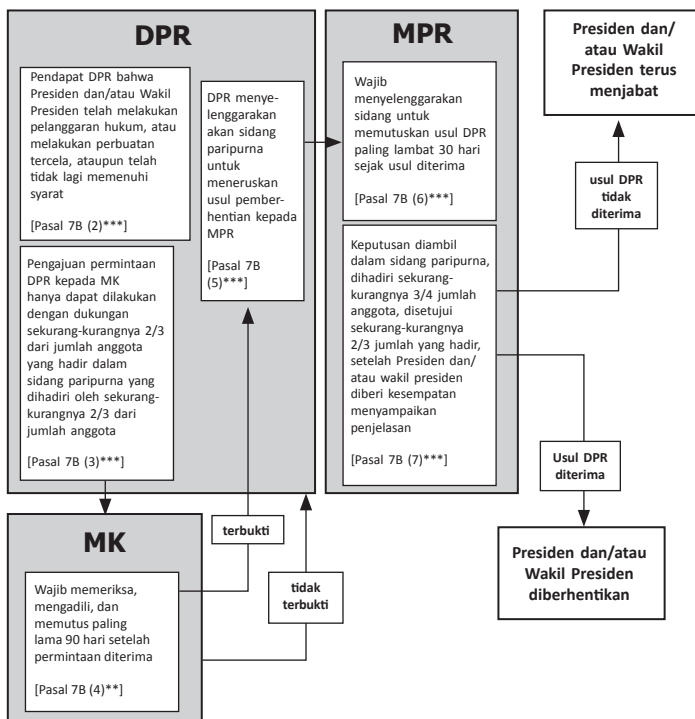 DPR
Pendapat DPR bahwa
Presiden dan/atau Wakil
Presiden telah melakukan
pelanggaran hukum, atau
melakukan perbuatan
tercela, ataupun telah
tidak lagi memenuhi
syarat
[Pasal 7B (2)***]
Pengajuan permintaan
DPR kepada MK
hanya dapat dilakukan
dengan dukungan
sekurang-kurangnya 2/3
dari jumlah anggota
yang hadir dalam
sidang paripurna yang
dihadiri oleh sekurang-
kurangnya 2/3 dari
jumlah anggota
[Pasal 7B (3)***]
DPR menye-
lenggarakan
akan sidang
paripurna
untuk
meneruskan
usul pember-
hentian kepada
MPR
[Pasal 7B
(5)***]
MPR
Wajib
menyelenggarakan
sidang untuk
memutuskan usul DPR
paling lambat 30 hari
sejak usul diterima
[Pasal 7B (6)***]
Keputusan diambil
dalam sidang paripurna,
dihadiri sekurang-
kurangnya 3/4 jumlah
anggota, disetujui
sekurang-kurangnya
2/3 jumlah yang hadir,
setelah Presiden dan/
atau wakil presiden
diberi kesempatan
menyampaikan
penjelasan
[Pasal 7B (7)***]
Presiden dan/
atau Wakil
Presiden terus
menjabat
usul DPR
tidak
diterima
Usul DPR
diterima
Presiden dan/atau
Wakil Presiden
diberhentikan
MK
Wajib memeriksa,
mengadili, dan
memutus paling
lama 90 hari setelah
permintaan diterima
[Pasal 7B (4)**]
terbukti
tidak
terbukti